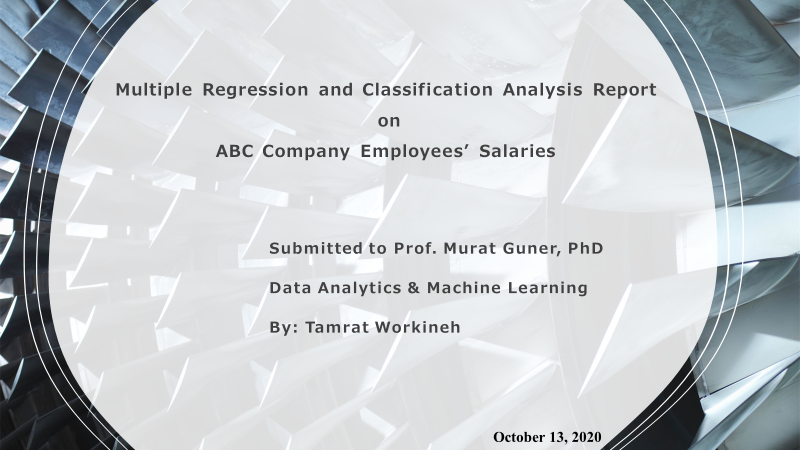 Multiple Regression and Classification Analysis Report
on
ABC Company Employees’ Salaries
Submitted to Prof. Murat Guner, PhD
Data Analytics & Machine Learning
By: Tamrat Workineh
October 13, 2020